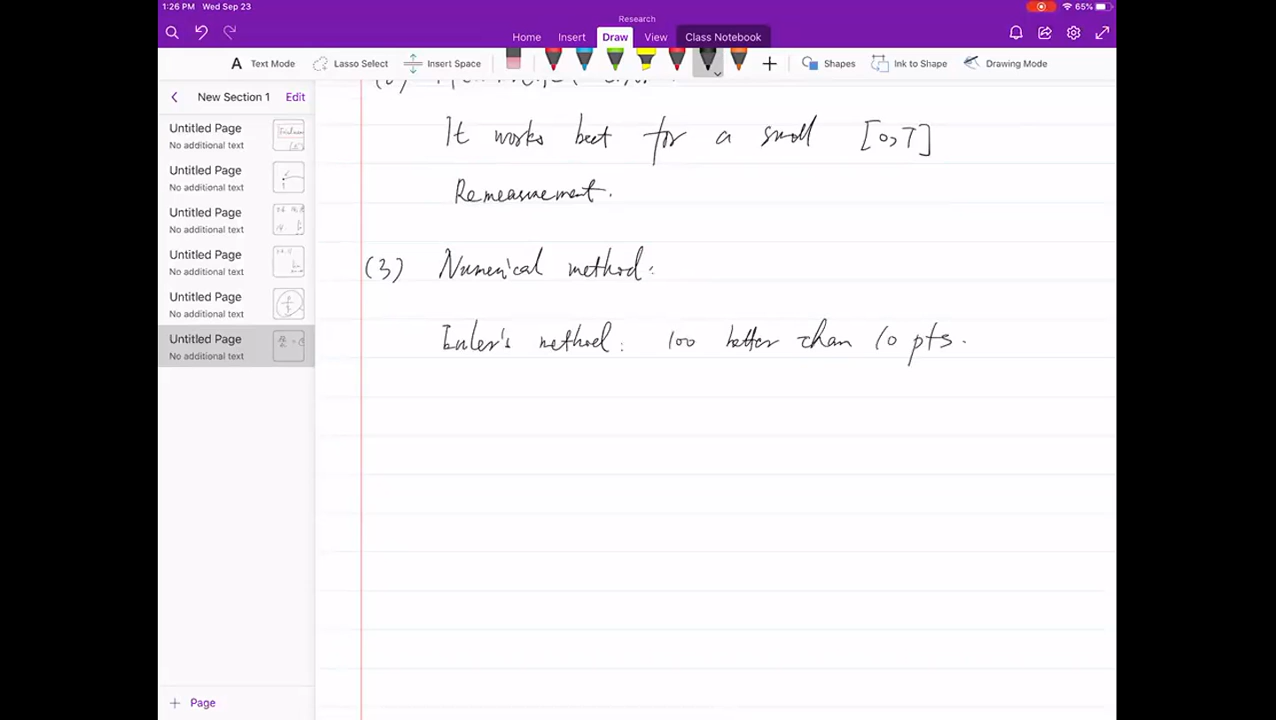 1:26 PM Wed Sep 23
65%
Research
Home Insert Draw View Class Notebook
Text Mode Lasso Select Insert Space Shapes Ink to Shape Drawing Mode
New Section 1 Edit
Untitled Page
No additional text
Untitled Page
No additional text
Untitled Page
No additional text
Untitled Page
No additional text
Untitled Page
No additional text
Untitled Page
No additional text
Page
It works best for a small [0,T]
Remeasurement.
(3) Numerical method:
Euler's method: 100 better than 10 pts.